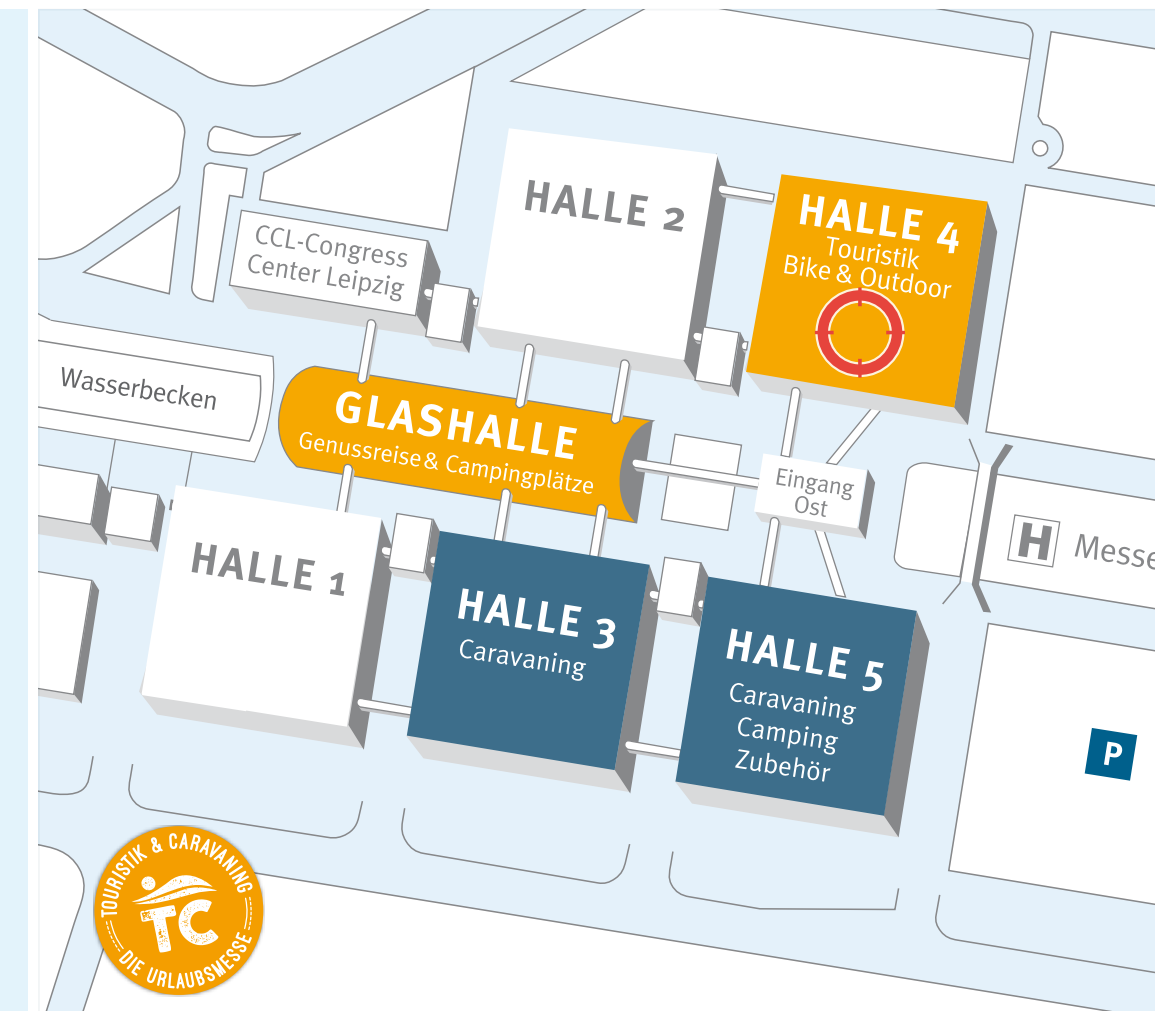 HALLE 2
HALLE 4
Touristik
Bike & Outdoor
CCL-Congress
Center Leipzig
Wasserbecken
GLASHALLE
Genussreise & Campingplätze
Eingang
Ost
H Messe
HALLE 1
HALLE 3
Caravaning
HALLE 5
Caravaning
Camping
Zubehör
P
TOURISTIK & CARAVANING
TC
DIE URLAUBSMESSE